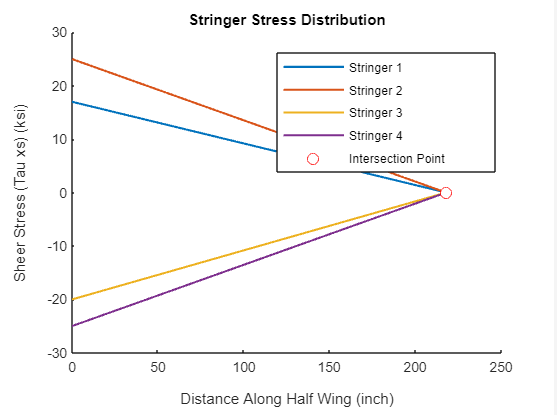 Stringer Stress Distribution
30
20
10
0
-10
-20
-30
Sheer Stress (Tau xs) (ksi)
Stringer 1
Stringer 2
Stringer 3
Stringer 4
Intersection Point
0 50 100 150 200 250
Distance Along Half Wing (inch)